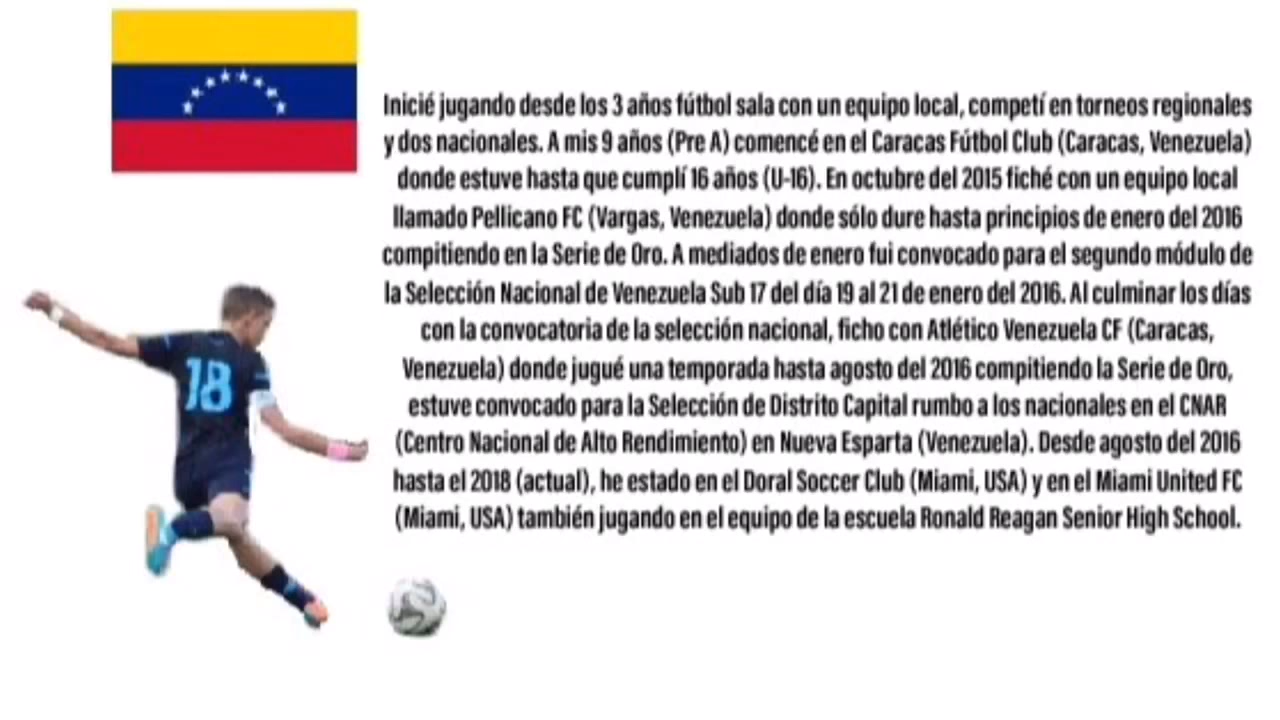 Inicié jugando desde los 3 años fútbol sala con un equipo local, competí en torneos regionales
y dos nacionales. A mis 9 años (Pre A) comencé en el Caracas Fútbol Club (Caracas, Venezuela)
donde estuve hasta que cumplí 16 años (U-16). En octubre del 2015 fiché con un equipo local
llamado Pellicano FC (Vargas, Venezuela) donde sólo dure hasta principios de enero del 2016
compitiendo en la Serie de Oro. A mediados de enero fui convocado para el segundo módulo de
la Selección Nacional de Venezuela Sub 17 del día 19 al 21 de enero del 2016. Al culminar los días
con la convocatoria de la selección nacional, ficho con Atlético Venezuela CF (Caracas,
Venezuela) donde jugué una temporada hasta agosto del 2016 compitiendo la Serie de Oro,
estuve convocado para la Selección de Distrito Capital rumbo a los nacionales en el CNAR
(Centro Nacional de Alto Rendimiento) en Nueva Esparta (Venezuela). Desde agosto del 2016
hasta el 2018 (actual), he estado en el Doral Soccer Club (Miami, USA) y en el Miami United FC
(Miami, USA) también jugando en el equipo de la escuela Ronald Reagan Senior High School.
18